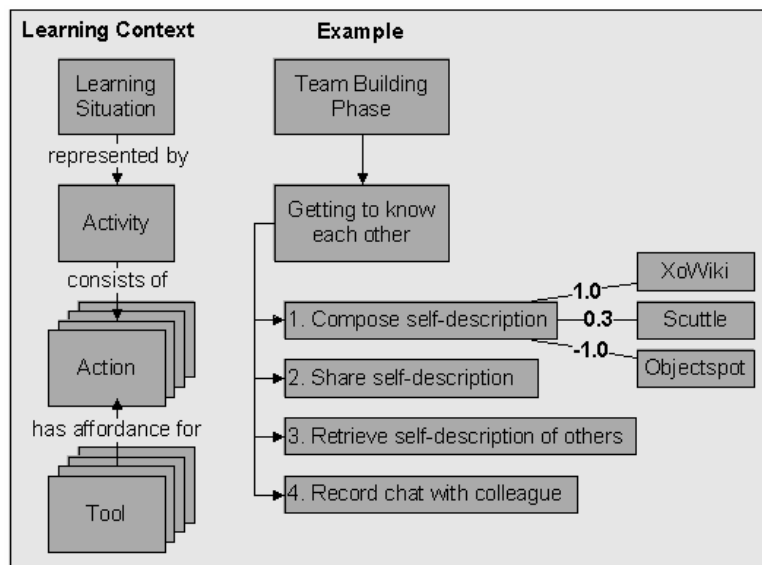 Learning Context
Learning
Situation
represented by
Activity
consists of
Action
has affordance for
Tool
Example
Team Building
Phase
Getting to know
each other
1. Compose self-description
1.0
XoWiki
0.3
Scuttle
-1.0
Objectspot
2. Share self-description
3. Retrieve self-description of others
4. Record chat with colleague